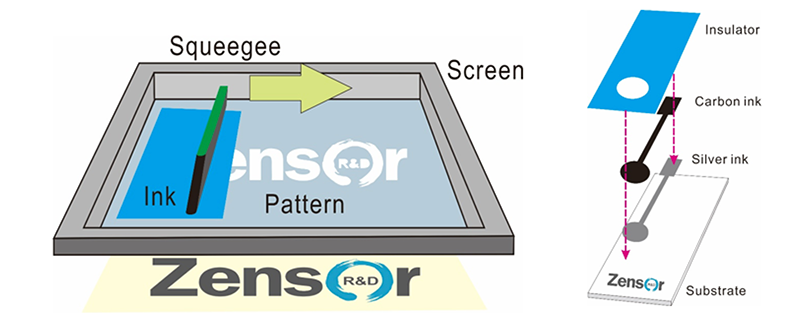 Squeegee
Screen
Zensor
R&D
Ink
Pattern
Zensor
R&D
Insulator
Carbon ink
Silver ink
Zensor
Substrate